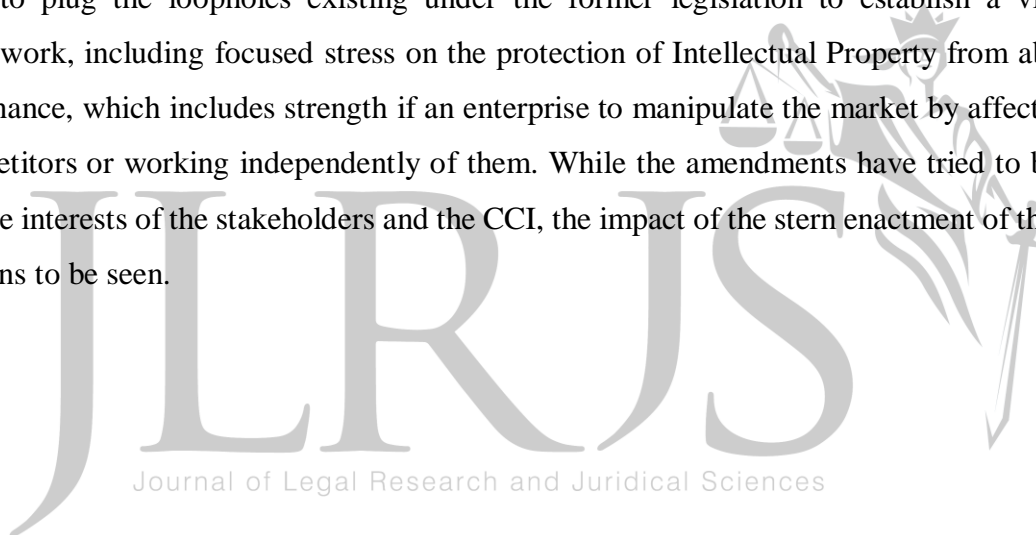 to plug the loopholes existing under the former legislation to establish a
work, including focused stress on the protection of Intellectual Property from
nance, which includes strength if an enterprise to manipulate the market by affect
etitors or working independently of them. While the amendments have tried to
e interests of the stakeholders and the CCI, the impact of the stern enactment of
ns to be seen.
JLRJS
Journal of Legal Research and Juridical Sciences